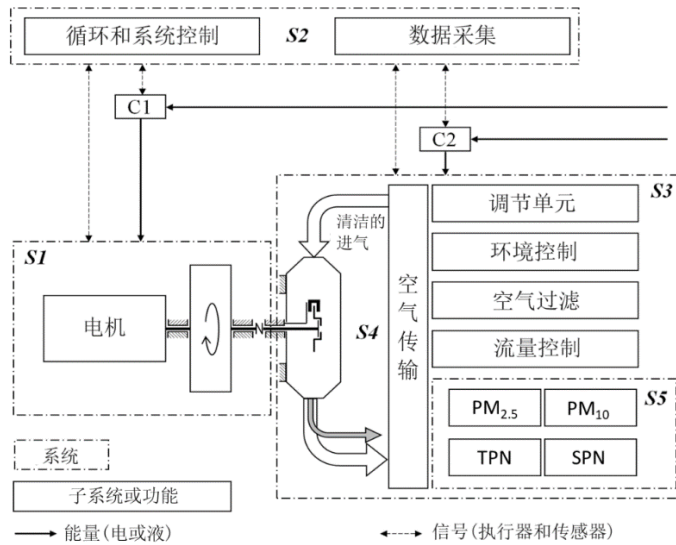 循环和系统控制
S2
数据采集
C1
C2
S3
调节单元
清洁的
进气
S1
环境控制
空气传输
电机
S4
空气过滤
流量控制
S5
PM2.5
PM10
系统
TPN
SPN
子系统或功能
能量(电或液)
信号(执行器和传感器)